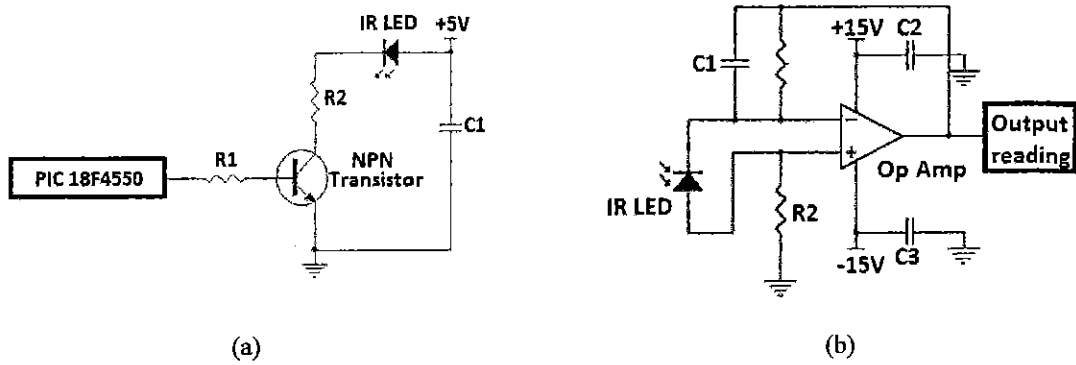 IR LED
+5V
R2
C1
R1
NPN
Transistor
PIC 18F4550
(a)
+15V
C2
C1
Output
reading
Op Amp
IR LED
R2
C3
-15V
(b)